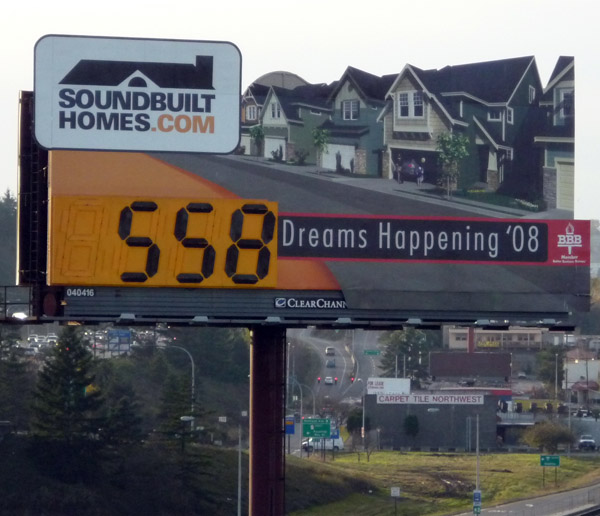 SOUNDBUILT
HOMES.COM
558
Dreams Happening '08
BBB
040416
CLEARCHANN
CARPET TILE NORTHWEST